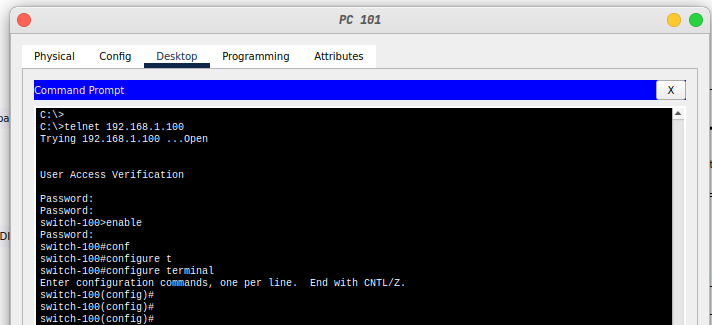 PC 101
Physical Config Desktop Programming Attributes
Command Prompt X
C:\>
C:\>telnet 192.168.1.100
Trying 192.168.1.100 ...Open
User Access Verification
Password:
Password:
switch-100>enable
Password:
switch-100#conf
switch-100#configure t
switch-100#configure terminal
Enter configuration commands, one per line.  End with CNTL/Z.
switch-100(config)#
switch-100(config)#
switch-100(config)#